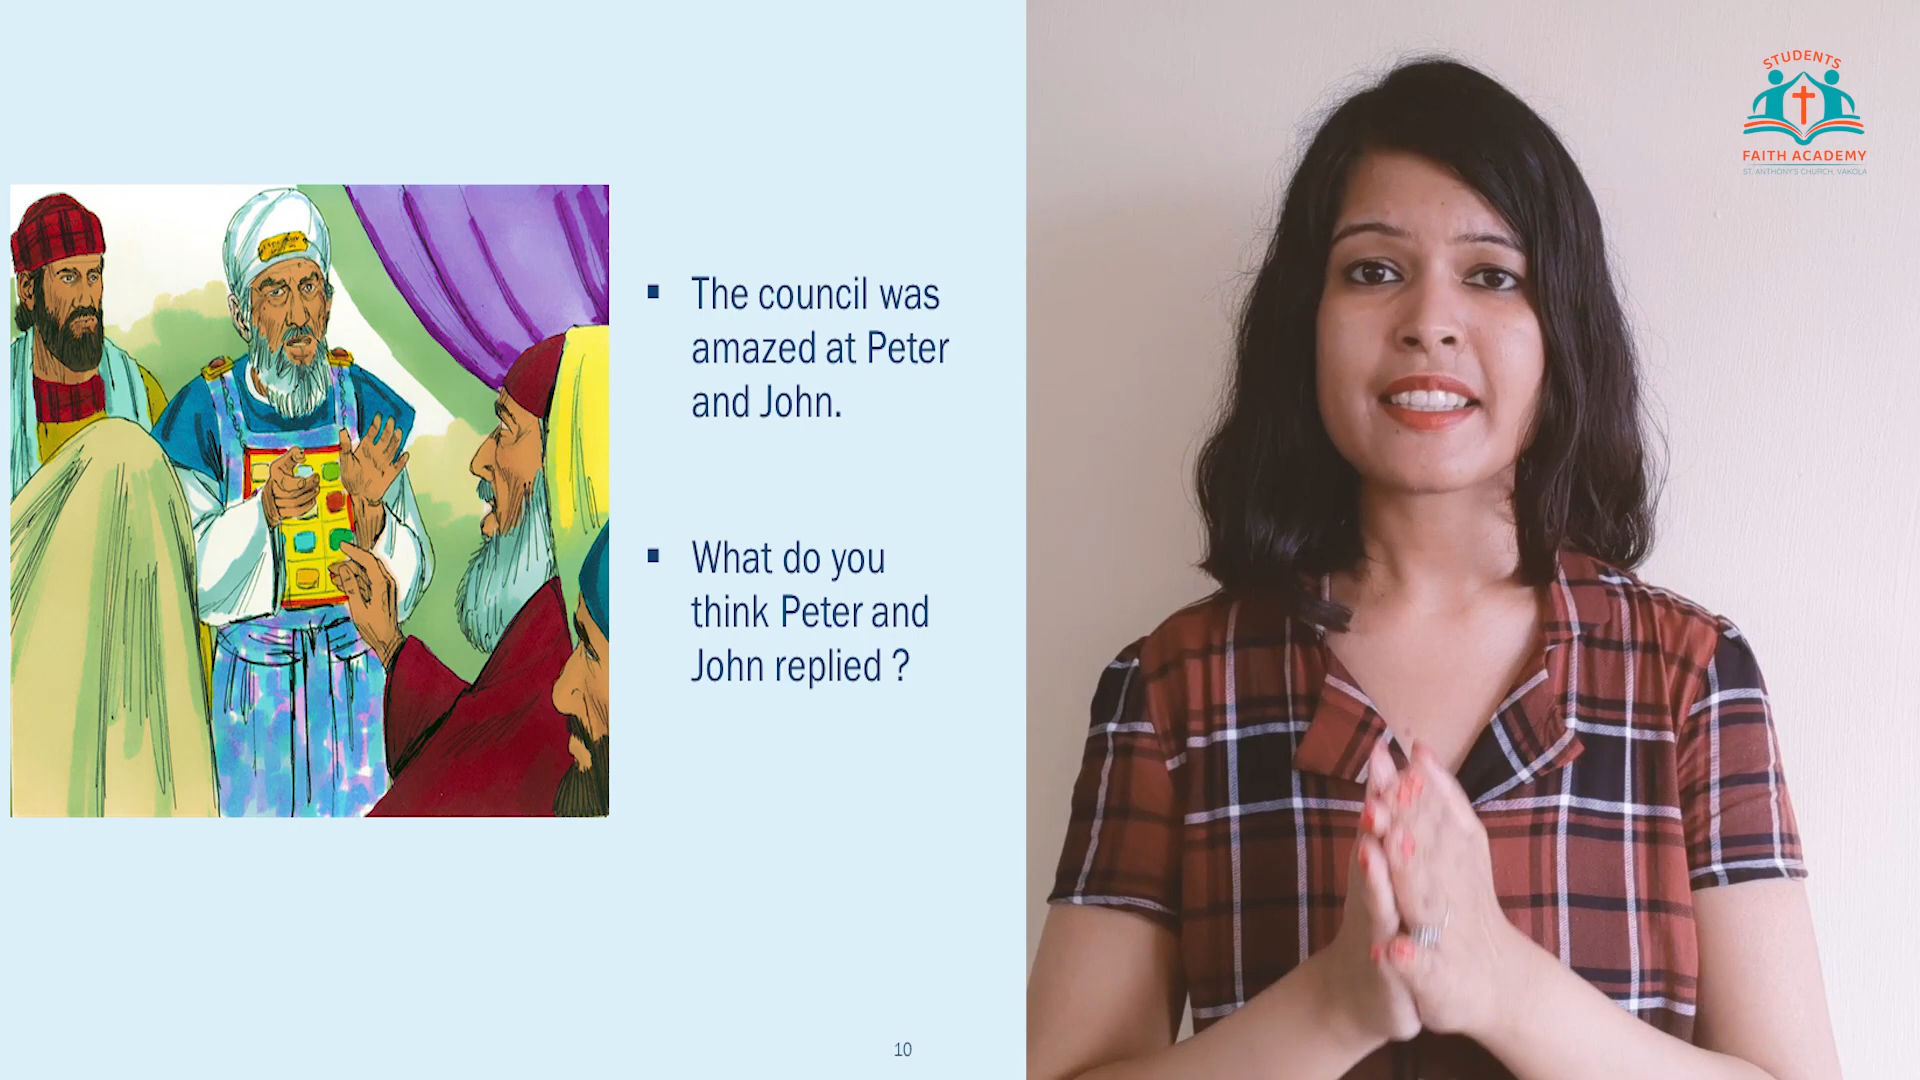 ▪ The council was
amazed at Peter
and John.
▪ What do you
think Peter and
John replied ?
10
STUDENTS
FAITH ACADEMY
ST. ANTHONY'S CHURCH, VAKOLA